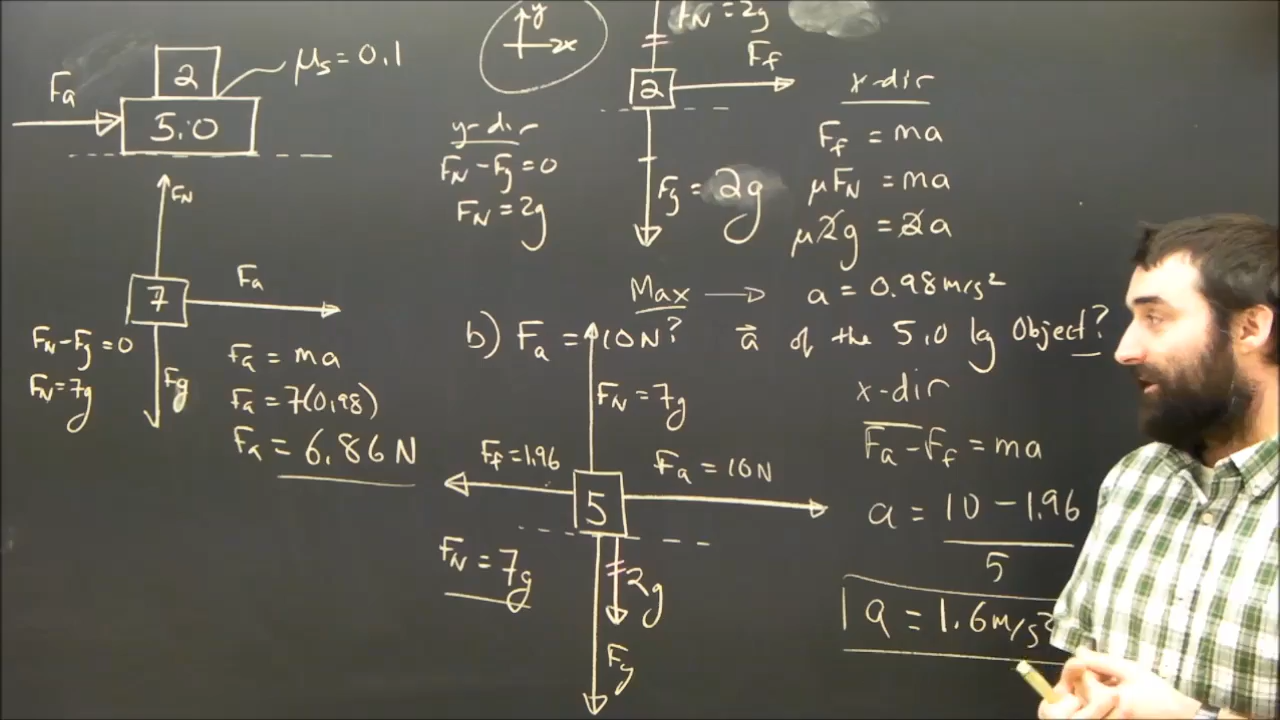 Fa
2
μs = 0.1
5.0
FN
7
Fa
FN - Fg = 0
FN = 7g
Fg
Fa = ma
Fa = 7(0.98)
Fa = 6.86 N
y
x
y-dir
FN - Fg = 0
FN = 2g
FN = 2g
Ff
2
Fg = 2g
x-dir
Ff = ma
μFN = ma
μ2g = 2a
Max → a = 0.98 m/s²
b) Fa = 10N? a⃗ of the 5.0 kg Object?
FN = 7g
Ff = 1.96
Fa = 10N
5
FN = 7g
2g
Fg
x-dir
Fa - Ff = ma
a = 10 - 1.96
5
a = 1.6 m/s²